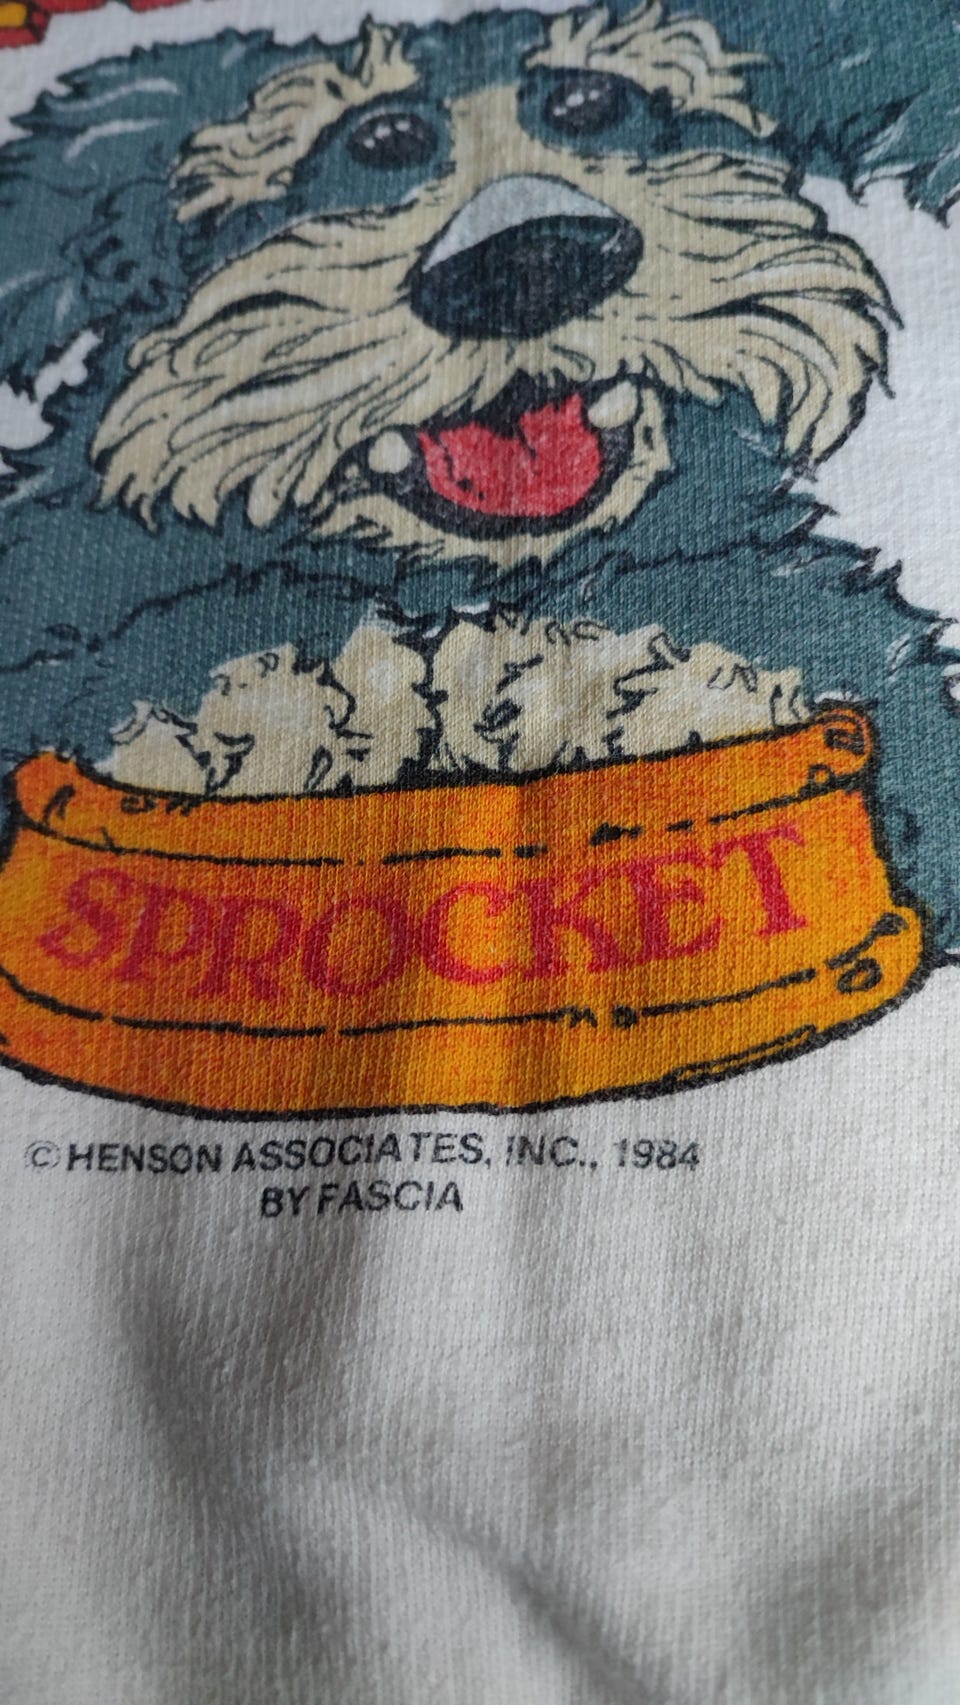 SPROCKET
© HENSON ASSOCIATES, INC., 1984
BY FASCIA